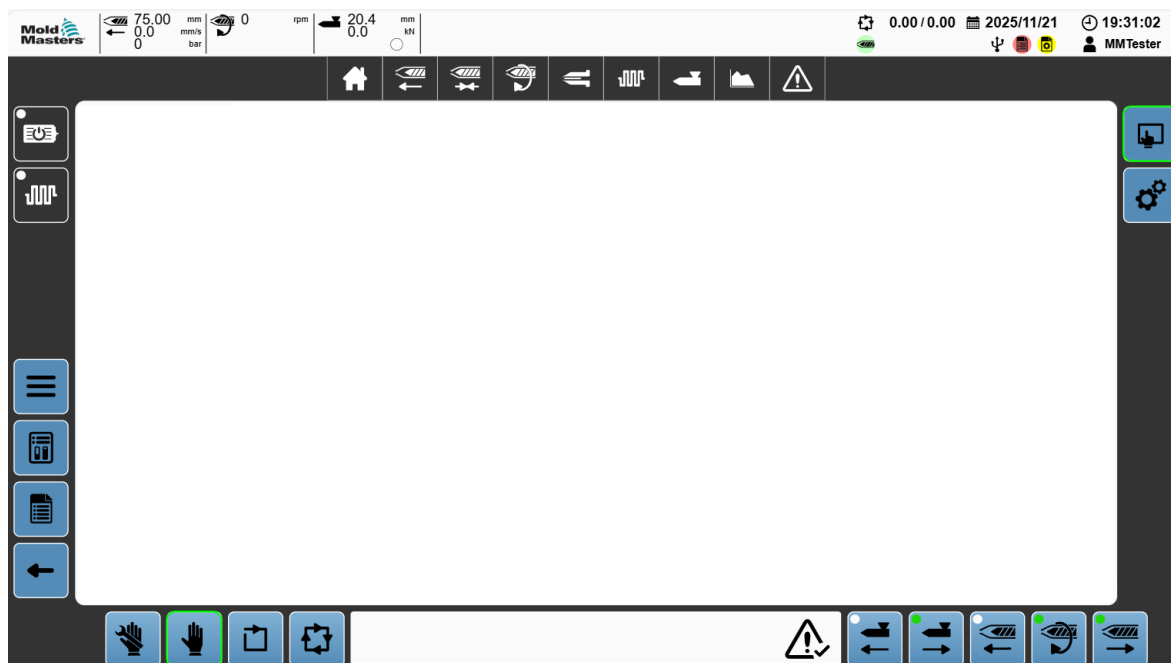 Mold
Masters
75.00 mm
0.0 mm/s
0 bar
0 rpm
20.4 mm
0.0 kN
0.00 / 0.00
2025/11/21
19:31:02
MMTester